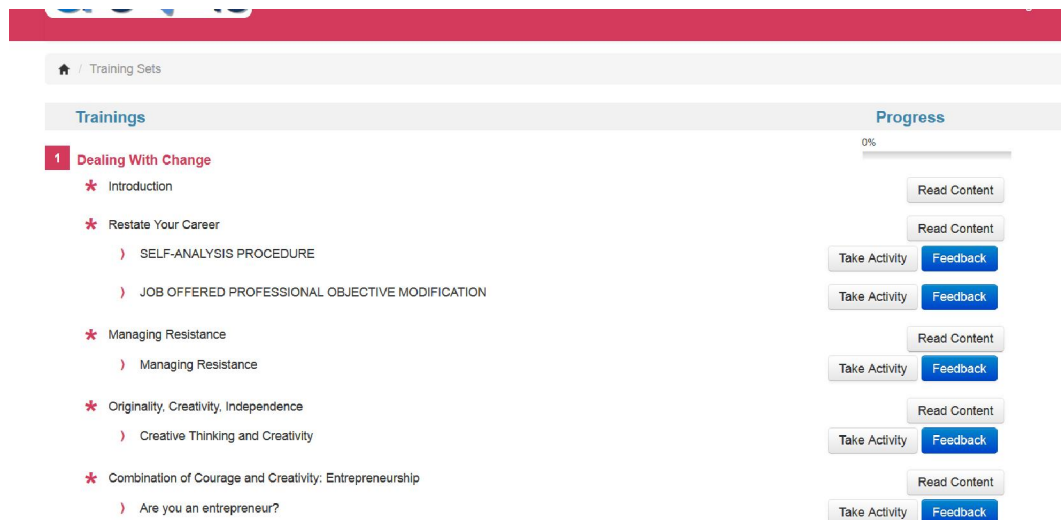 / Training Sets
Trainings Progress
0%
1 Dealing With Change
* Introduction Read Content
* Restate Your Career Read Content
) SELF-ANALYSIS PROCEDURE Take Activity Feedback
) JOB OFFERED PROFESSIONAL OBJECTIVE MODIFICATION Take Activity Feedback
* Managing Resistance Read Content
) Managing Resistance Take Activity Feedback
* Originality, Creativity, Independence Read Content
) Creative Thinking and Creativity Take Activity Feedback
* Combination of Courage and Creativity: Entrepreneurship Read Content
) Are you an entrepreneur? Take Activity Feedback